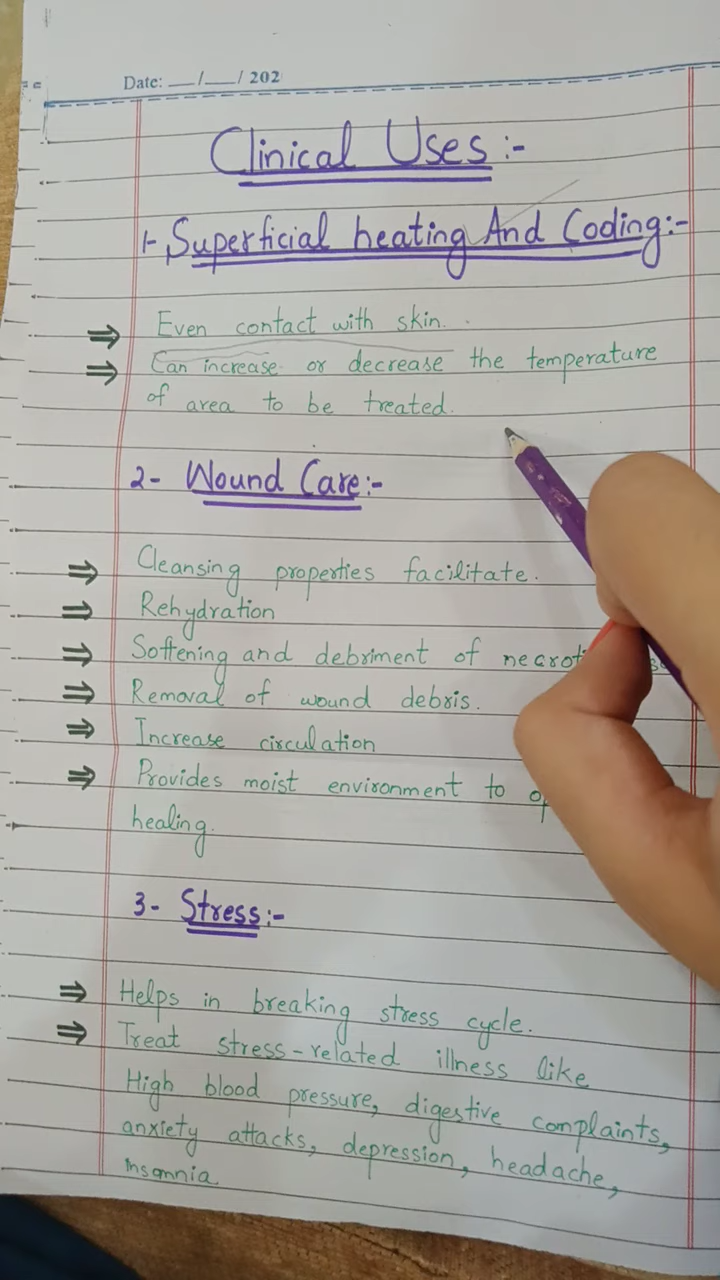 Date: __/__/ 202
Clinical Uses:-
1-, Superficial heating And Coding:-
⇒ Even contact with skin.
⇒ Can increase or decrease the temperature
of area to be treated.
2- Wound Care:-
⇒ Cleansing properties facilitate.
⇒ Rehydration
⇒ Softening and debriment of
⇒ Removal of wound debris.
⇒ Increase circulation
⇒ Provides moist environment to
healing.
3- Stress:-
⇒ Helps in breaking stress cycle.
⇒ Treat stress-related illness like
High blood pressure, digestive complaints,
anxiety attacks, depression, headache,
insomnia